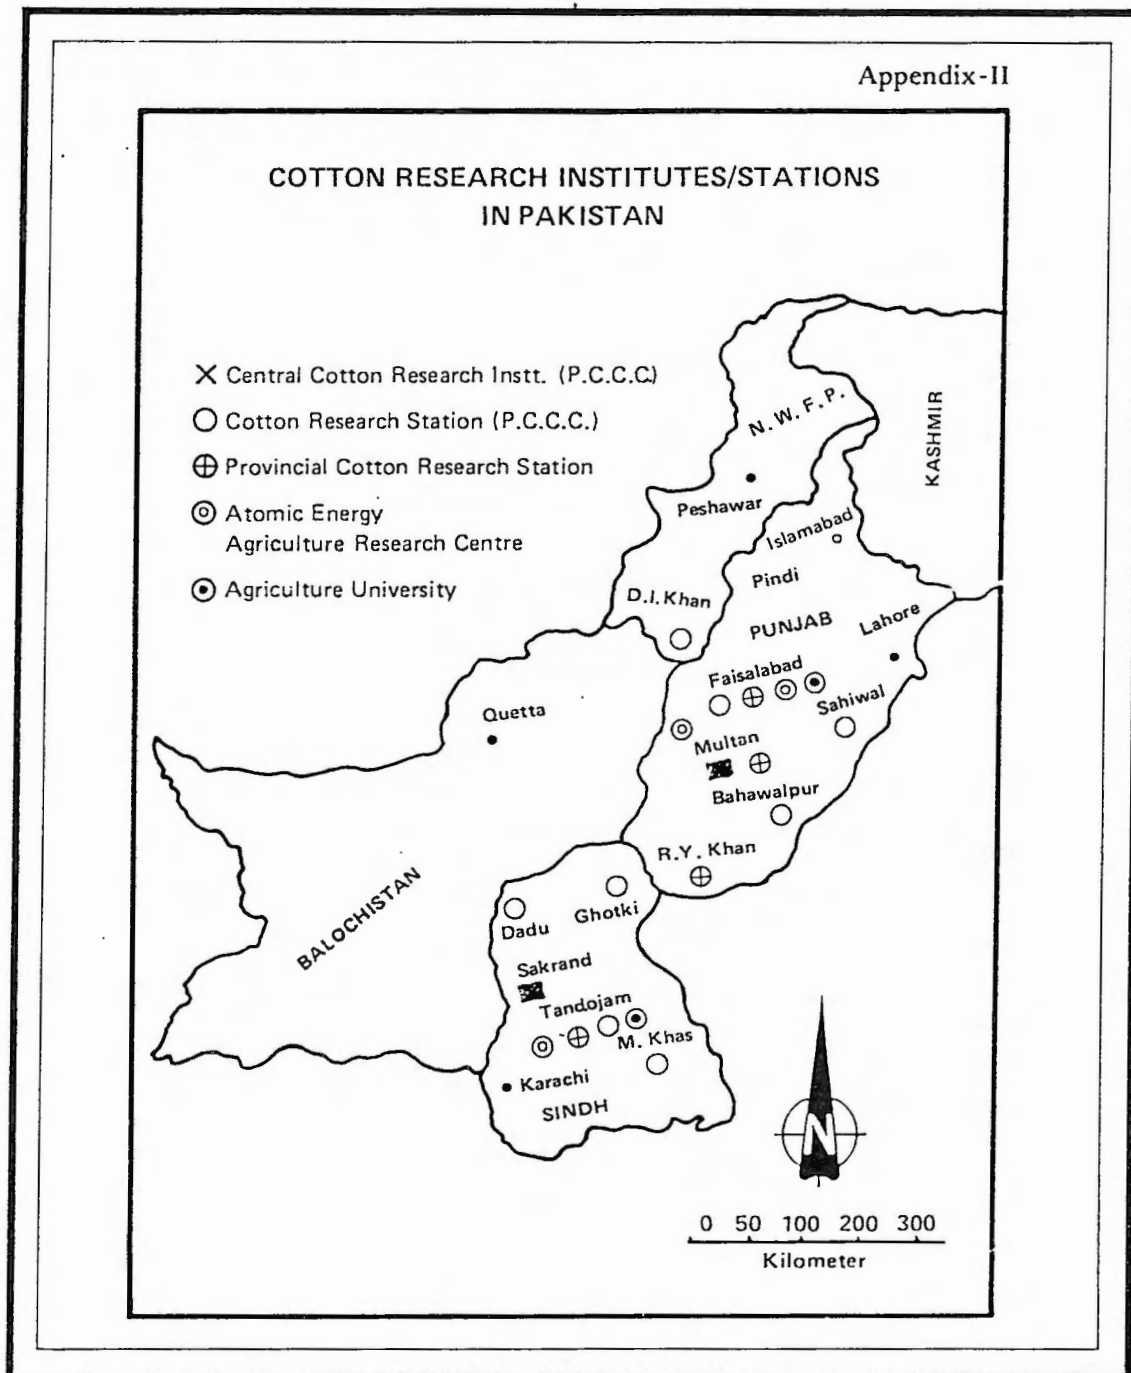 Appendix-II
COTTON RESEARCH INSTITUTES/STATIONS
IN PAKISTAN
Central Cotton Research Instt. (P.C.C.C.)
Cotton Research Station (P.C.C.C.)
Provincial Cotton Research Station
Atomic Energy
Agriculture Research Centre
Agriculture University
N.W.F.P.
KASHMIR
Peshawar
Islamabad
Pindi
D.I. Khan
PUNJAB
Lahore
Faisalabad
Sahiwal
Quetta
Multan
Bahawalpur
R.Y. Khan
Ghotki
Dadu
BALOCHISTAN
Sakrand
Tandojam
M. Khas
Karachi
SINDH
N
0 50 100 200 300
Kilometer